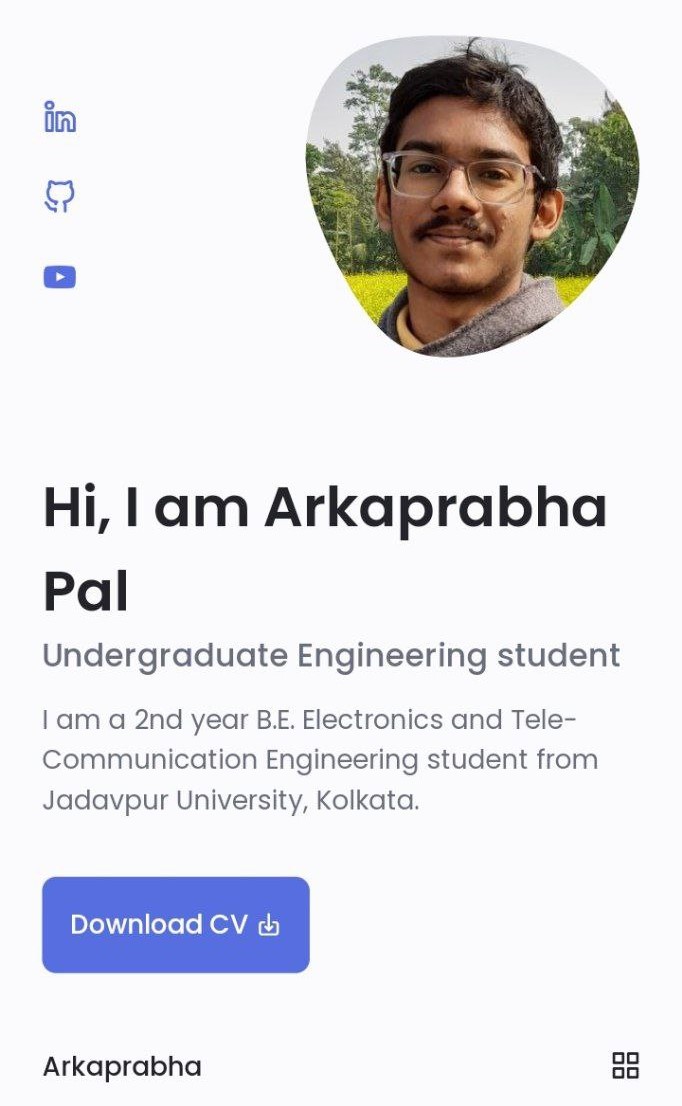 in
Hi, I am Arkaprabha
Pal
Undergraduate Engineering student
I am a 2nd year B.E. Electronics and Tele-
Communication Engineering student from
Jadavpur University, Kolkata.
Download CV
Arkaprabha